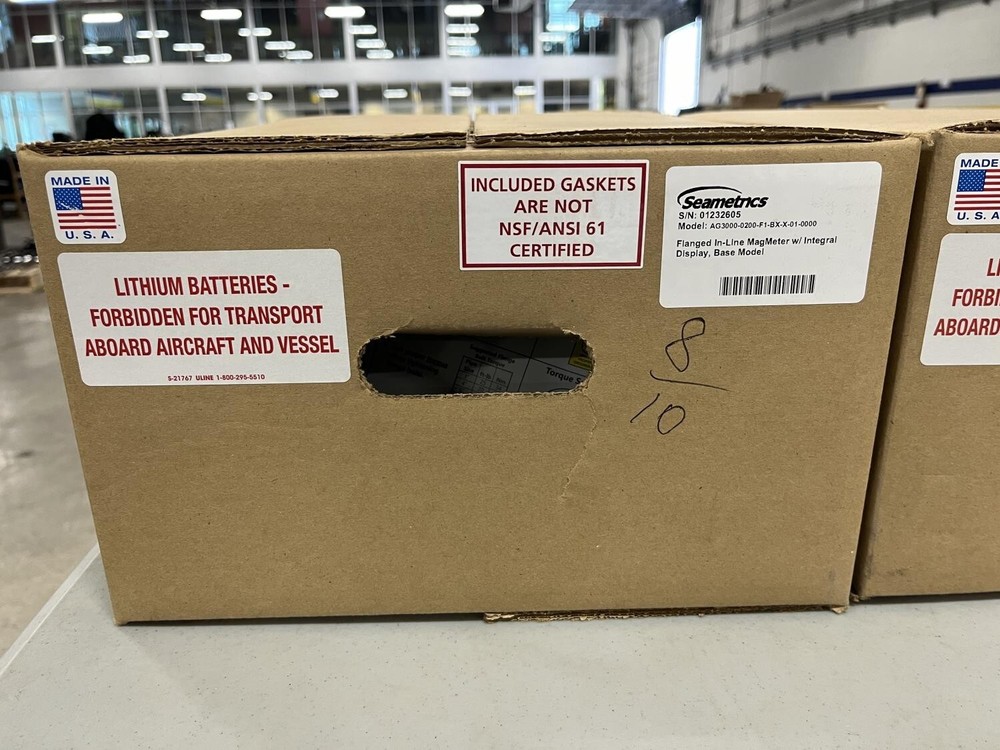 MADE IN
U.S.A.
LITHIUM BATTERIES -
FORBIDDEN FOR TRANSPORT
ABOARD AIRCRAFT AND VESSEL
S-21767 ULINE 1-800-295-5510
INCLUDED GASKETS
ARE NOT
NSF/ANSI 61
CERTIFIED
Seametrics
S/N: 01232605
Model: AG3000-0200-F1-BX-X-01-0000
Flanged In-Line MagMeter w/ Integral
Display, Base Model
8/10
Torque S
MADE IN
U.S.A
LI
FORBI
ABOARD